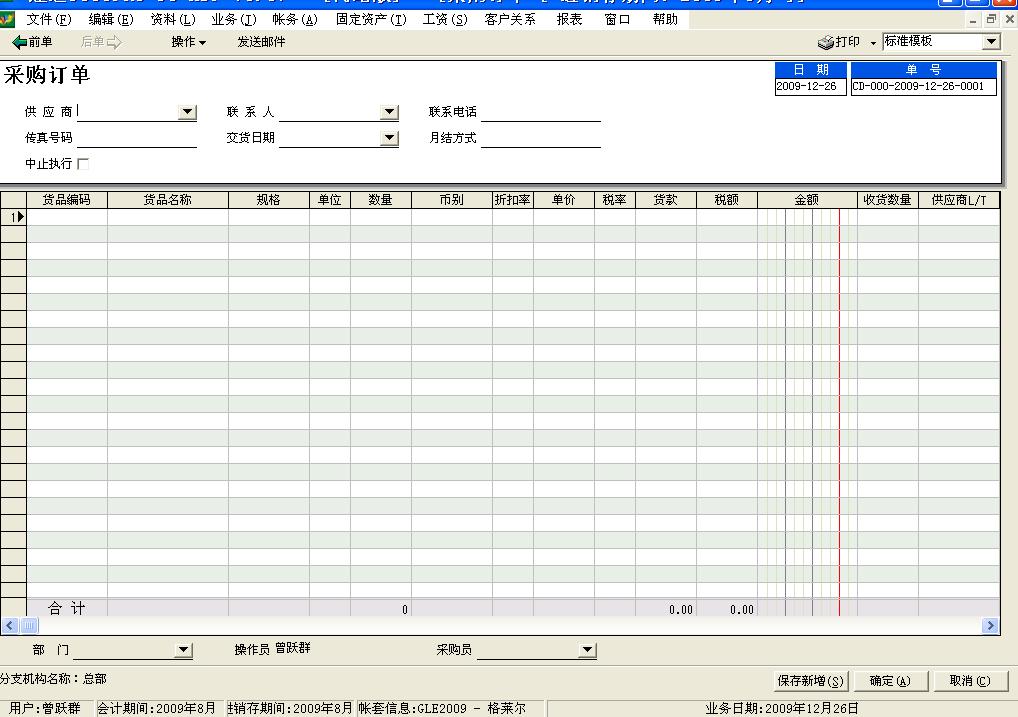 文件(F) 编辑(E) 资料(L) 业务(J) 帐务(A) 固定资产(T) 工资(S) 客户关系 报表 窗口 帮助
前单 后单 操作 发送邮件 打印 标准模板
采购订单
日 期 单 号
2009-12-26 CD-000-2009-12-26-0001
供 应 商 联 系 人 联系电话
传真号码 交货日期 月结方式
中止执行
货品编码 货品名称 规格 单位 数量 币别 折扣率 单价 税率 货款 税额 金额 收货数量 供应商L/T
1
合 计 0 0.00 0.00
部 门 操作员 曾跃群 采购员
分支机构名称：总部 保存新增(S) 确定(A) 取消(C)
用户:曾跃群 会计期间:2009年8月 进销存期间:2009年8月 帐套信息:GLE2009 - 格莱尔 业务日期:2009年12月26日